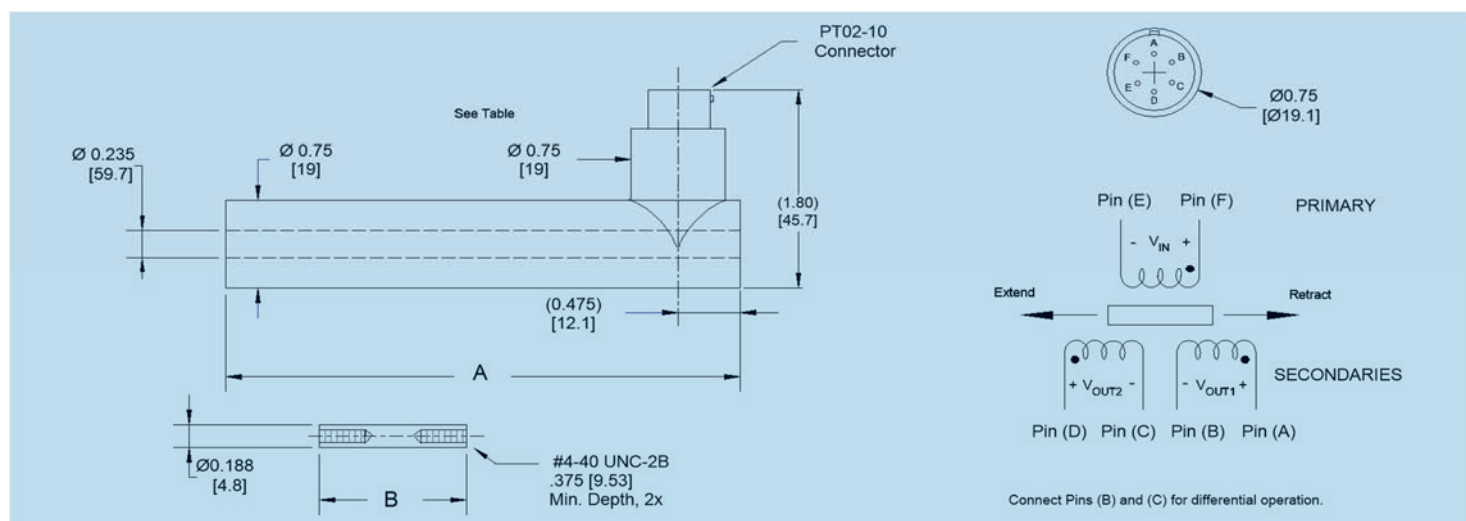 PT02-10
Connector
See Table
Ø 0.235
[59.7]
Ø 0.75
[19]
Ø 0.75
[19]
(1.80)
[45.7]
(0.475)
[12.1]
A
Ø0.188
[4.8]
B
#4-40 UNC-2B
.375 [9.53]
Min. Depth, 2x
A
F B
E C
D
Ø0.75
[Ø19.1]
Pin (E) Pin (F) PRIMARY
- VIN +
Extend Retract
+ VOUT2 - - VOUT1 + SECONDARIES
Pin (D) Pin (C) Pin (B) Pin (A)
Connect Pins (B) and (C) for differential operation.